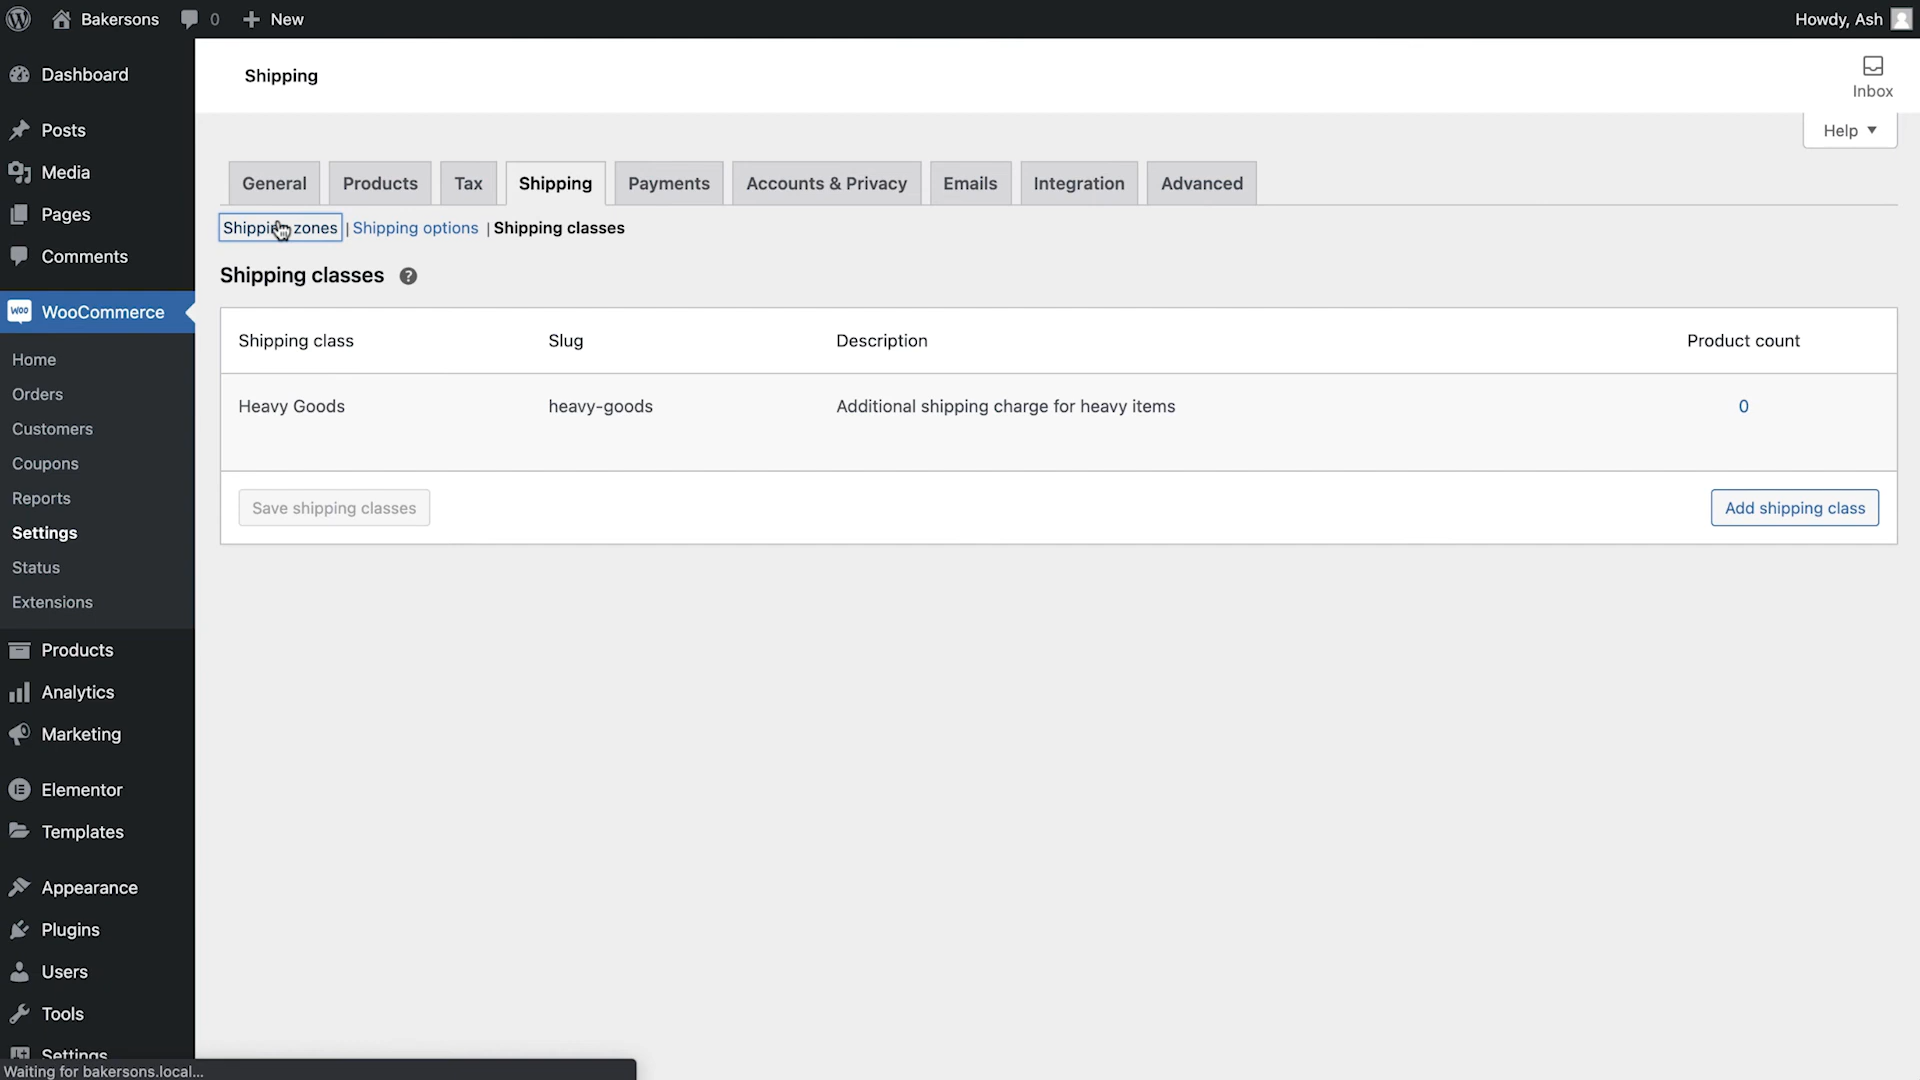 Bakersons 0 New Howdy, Ash
Dashboard
Posts
Media
Pages
Comments
WooCommerce
Home
Orders
Customers
Coupons
Reports
Settings
Status
Extensions
Products
Analytics
Marketing
Elementor
Templates
Appearance
Plugins
Users
Tools
Settings
Shipping
Inbox
Help
General Products Tax Shipping Payments Accounts & Privacy Emails Integration Advanced
Shipping zones | Shipping options | Shipping classes
Shipping classes ?
Shipping class Slug Description Product count
Heavy Goods heavy-goods Additional shipping charge for heavy items 0
Save shipping classes Add shipping class
Waiting for bakersons.local...